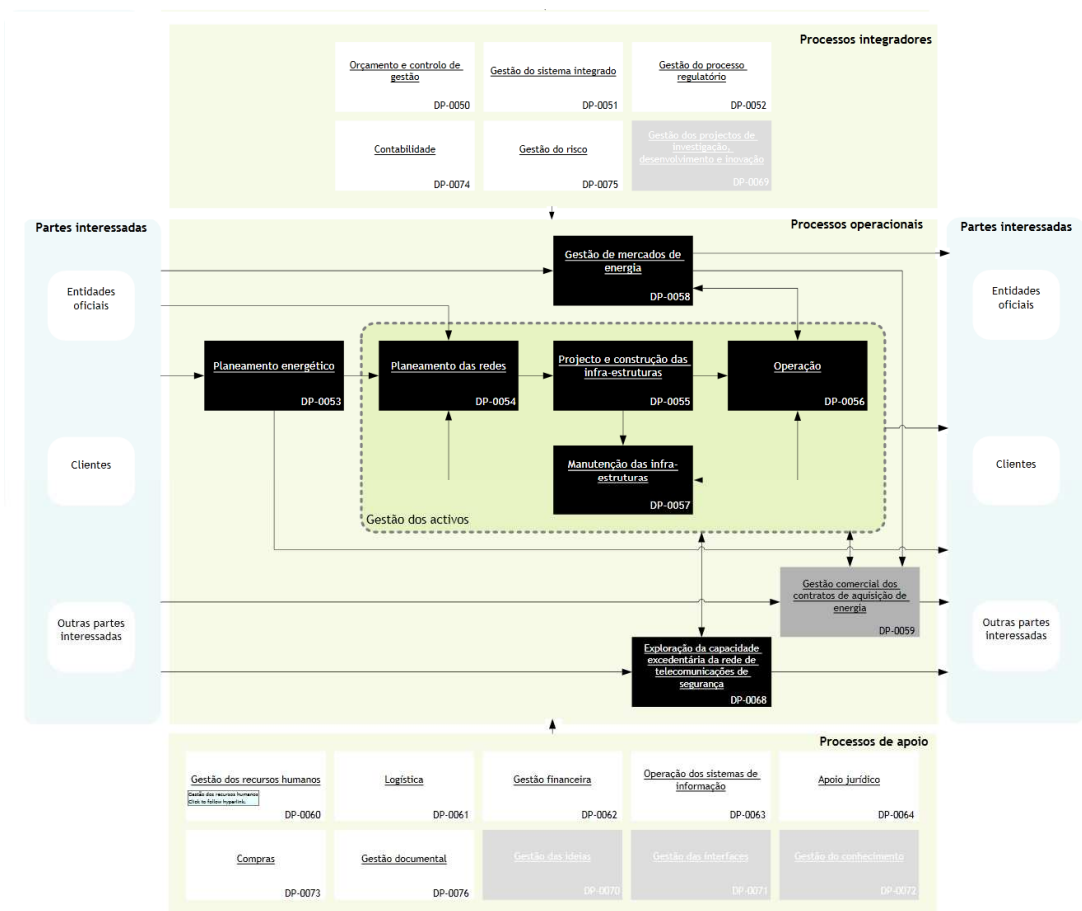 Processos integradores
Orçamento e controlo de
gestão
DP-0050
Gestão do sistema integrado
DP-0051
Gestão do processo
regulatório
DP-0052
Contabilidade
DP-0074
Gestão do risco
DP-0075
Gestão dos projectos de
investigação,
desenvolvimento e inovação
DP-0069
Partes interessadas
Entidades
oficiais
Clientes
Outras partes
interessadas
Processos operacionais
Gestão de mercados de
energia
DP-0058
Planeamento energético
DP-0053
Planeamento das redes
DP-0054
Projecto e construção das
infra-estruturas
DP-0055
Operação
DP-0056
Manutenção das infra-
estruturas
DP-0057
Gestão dos activos
Gestão comercial dos
contratos de aquisição de
energia
DP-0059
Exploração da capacidade
excedentária da rede de
telecomunicações de
segurança
DP-0068
Partes interessadas
Entidades
oficiais
Clientes
Outras partes
interessadas
Processos de apoio
Gestão dos recursos humanos
Gestão dos recursos humanos
Click to follow hyperlink.
DP-0060
Logística
DP-0061
Gestão financeira
DP-0062
Operação dos sistemas de
informação
DP-0063
Apoio jurídico
DP-0064
Compras
DP-0073
Gestão documental
DP-0076
Gestão das ideias
DP-0070
Gestão das interfaces
DP-0071
Gestão do conhecimento
DP-0072